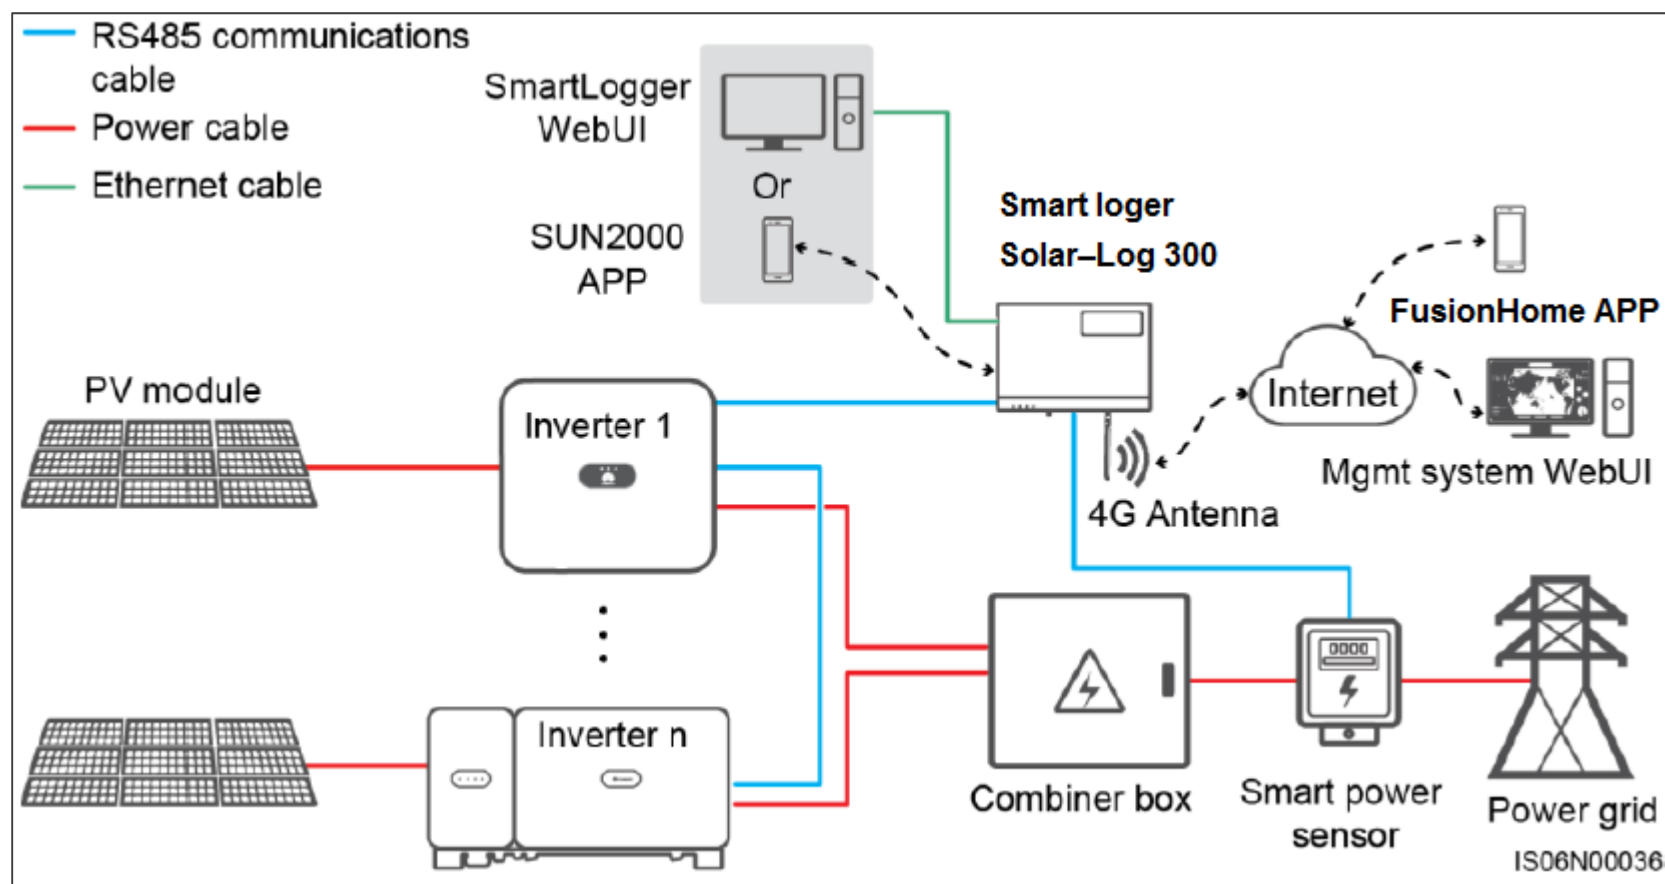 RS485 communications
cable
Power cable
Ethernet cable
SmartLogger
WebUI
Or
SUN2000
APP
Smart loger
Solar–Log 300
FusionHome APP
Internet
Mgmt system WebUI
4G Antenna
PV module
Inverter 1
Inverter n
Combiner box
0000
Smart power
sensor
Power grid
IS06N00036